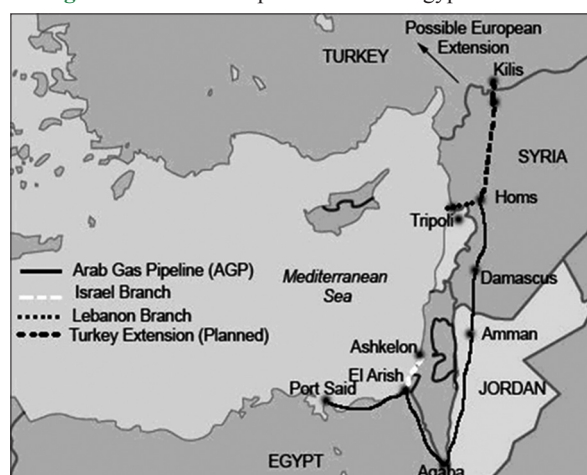 Possible European
Extension
TURKEY
Kilis
SYRIA
Homs
Tripoli
Arab Gas Pipeline (AGP)
Israel Branch
Lebanon Branch
Turkey Extension (Planned)
Mediterranean
Sea
Damascus
Amman
Ashkelon
El Arish
Port Said
JORDAN
EGYPT
Aqaba